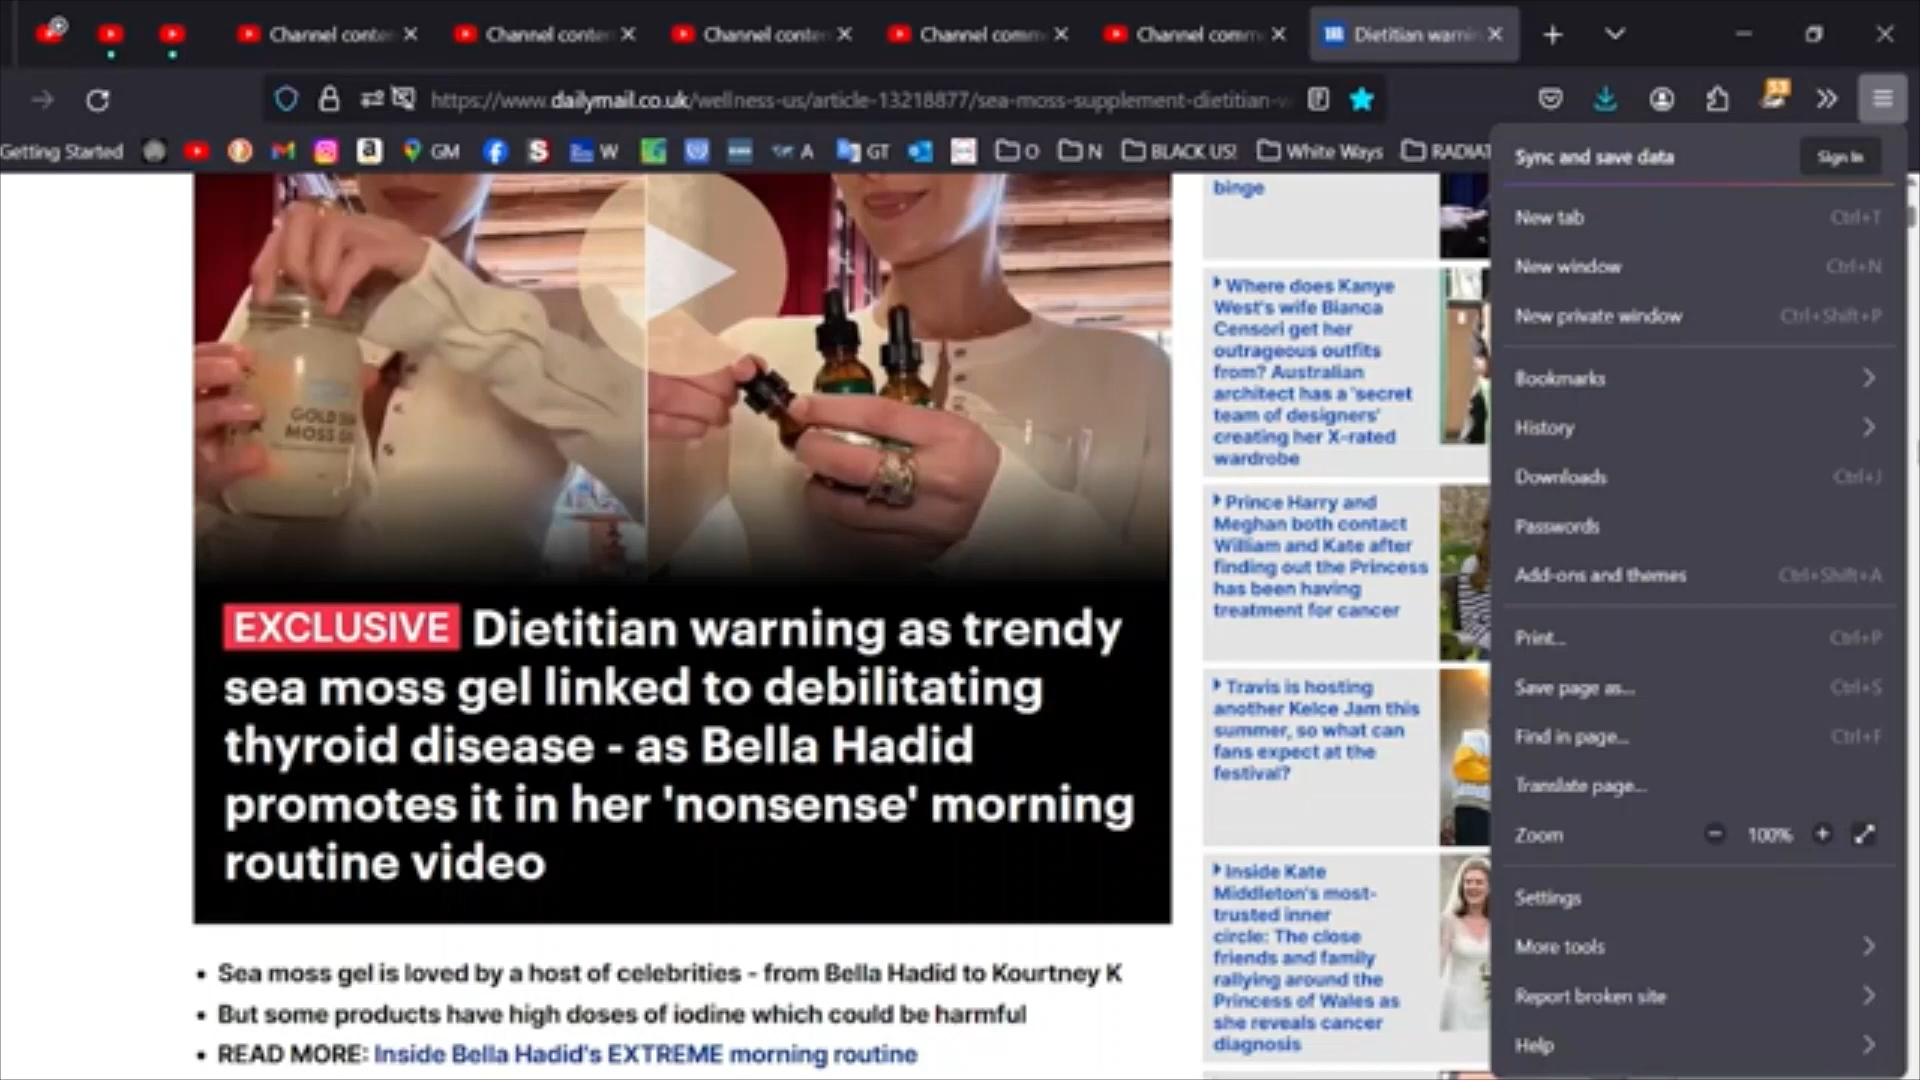 Channel conte
Channel conte
Channel conte
Channel comm
Channel comm
Dietitian warni
https://www.dailymail.co.uk/wellness-us/article-13218877/sea-moss-supplement-dietitian-w
53
Getting Started
GM
W
A
GT
O
N
BLACK US!
White Ways
RADIAT
GOLD
MOSS
EXCLUSIVE Dietitian warning as trendy
sea moss gel linked to debilitating
thyroid disease - as Bella Hadid
promotes it in her 'nonsense' morning
routine video
• Sea moss gel is loved by a host of celebrities - from Bella Hadid to Kourtney K
• But some products have high doses of iodine which could be harmful
• READ MORE: Inside Bella Hadid's EXTREME morning routine
binge
Where does Kanye
West's wife Bianca
Censori get her
outrageous outfits
from? Australian
architect has a 'secret
team of designers'
creating her X-rated
wardrobe
Prince Harry and
Meghan both contact
William and Kate after
finding out the Princess
has been having
treatment for cancer
Travis is hosting
another Kelce Jam this
summer, so what can
fans expect at the
festival?
Inside Kate
Middleton's most-
trusted inner
circle: The close
friends and family
rallying around the
Princess of Wales as
she reveals cancer
diagnosis
Sync and save data Sign In
New tab Ctrl+T
New window Ctrl+N
New private window Ctrl+Shift+P
Bookmarks
History
Downloads Ctrl+J
Passwords
Add-ons and themes Ctrl+Shift+A
Print... Ctrl+P
Save page as... Ctrl+S
Find in page... Ctrl+F
Translate page...
Zoom 100%
Settings
More tools
Report broken site
Help